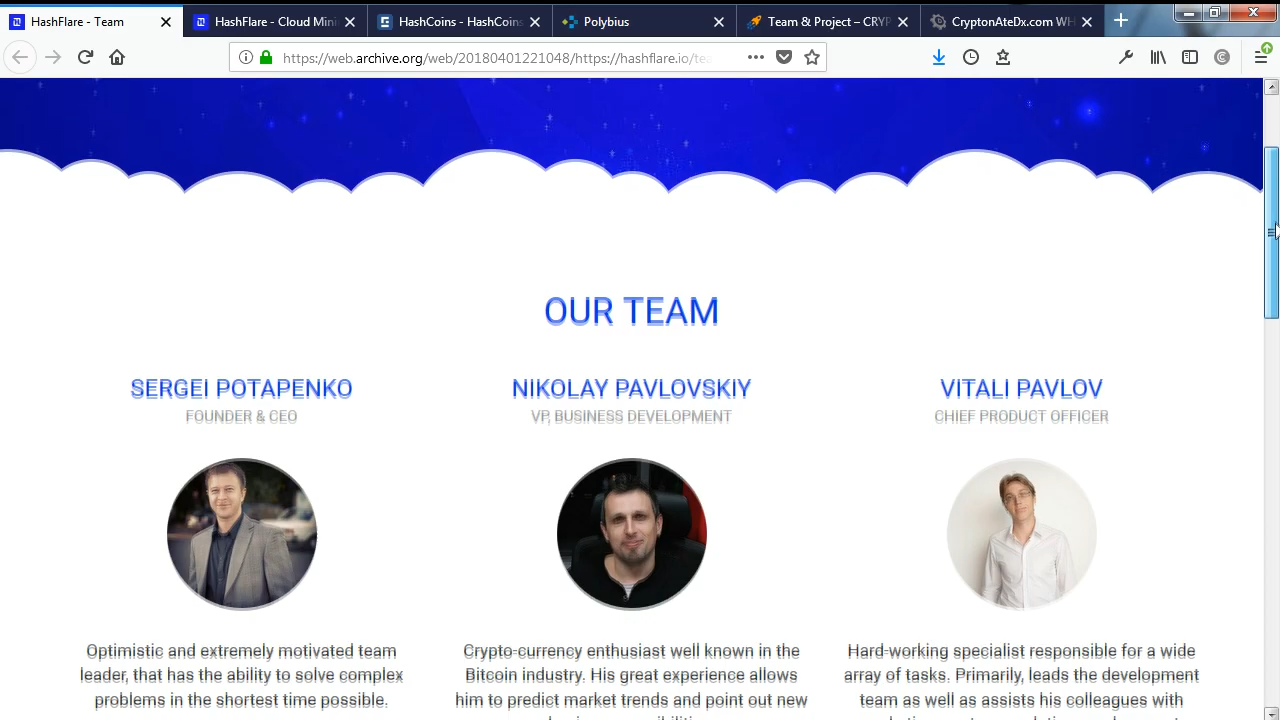 HashFlare - Team
HashFlare - Cloud Mini
HashCoins - HashCoins
Polybius
Team & Project – CRYP
CryptonAteDx.com WH
https://web.archive.org/web/20180401221048/https://hashflare.io/te
OUR TEAM
SERGEI POTAPENKO
FOUNDER & CEO
NIKOLAY PAVLOVSKIY
VP, BUSINESS DEVELOPMENT
VITALI PAVLOV
CHIEF PRODUCT OFFICER
Optimistic and extremely motivated team
leader, that has the ability to solve complex
problems in the shortest time possible.
Crypto-currency enthusiast well known in the
Bitcoin industry. His great experience allows
him to predict market trends and point out new
Hard-working specialist responsible for a wide
array of tasks. Primarily, leads the development
team as well as assists his colleagues with